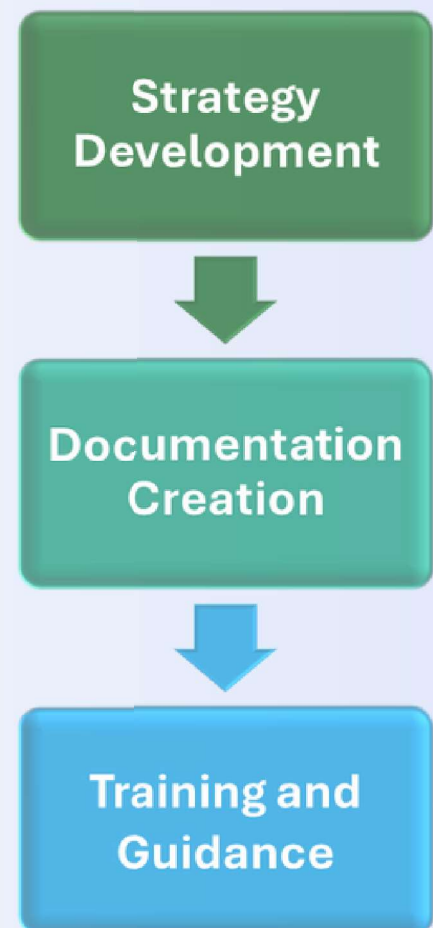 Strategy
Development
Documentation
Creation
Training and
Guidance